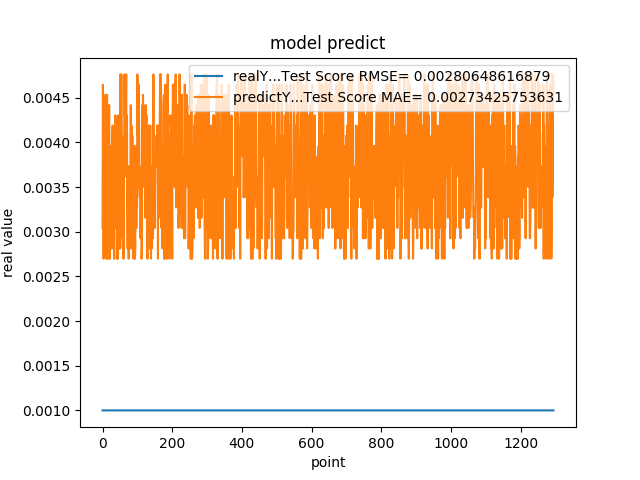 model predict
realY...Test Score RMSE= 0.00280648616879
predictY...Test Score MAE= 0.00273425753631
real value
0.0045
0.0040
0.0035
0.0030
0.0025
0.0020
0.0015
0.0010
0 200 400 600 800 1000 1200
point